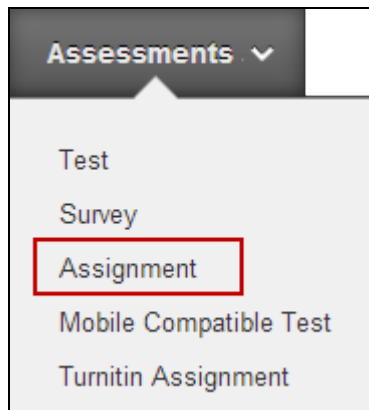 Assessments
Test
Survey
Assignment
Mobile Compatible Test
Turnitin Assignment